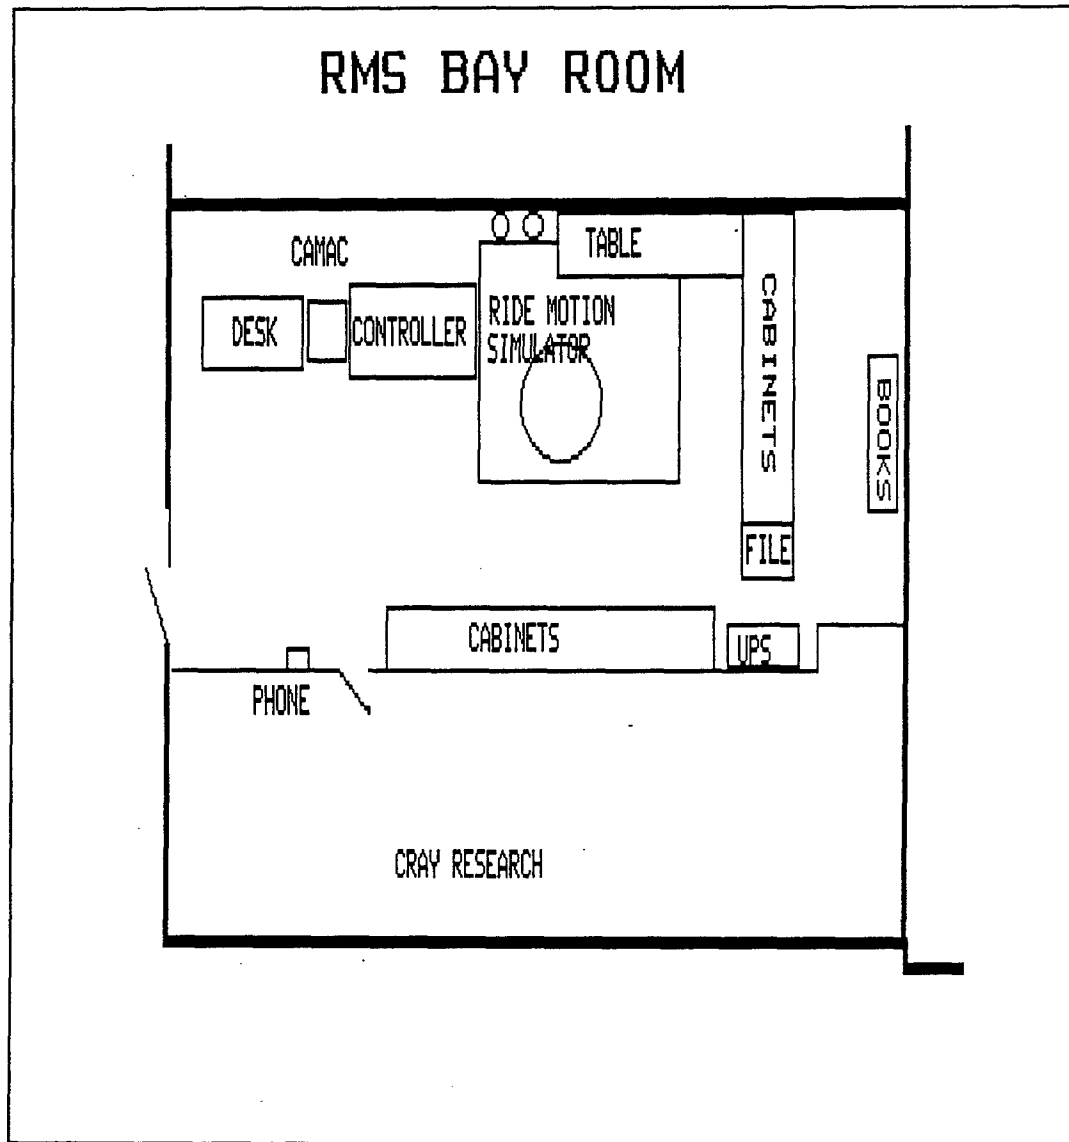 RMS BAY ROOM
CAMAC
TABLE
DESK
CONTROLLER
RIDE MOTION
SIMULATOR
CABINETS
BOOKS
FILE
CABINETS
UPS
PHONE
CRAY RESEARCH